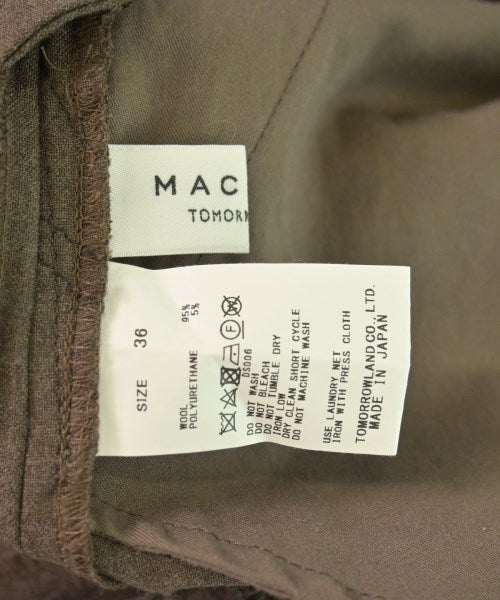 MAC
TOMORR
SIZE 36
WOOL 95%
POLYURETHANE 5%
DS006
DO NOT WASH
DO NOT BLEACH
DO NOT TUMBLE DRY
IRON LOW
DRY CLEAN SHORT CYCLE
DO NOT MACHINE WASH
USE LAUNDRY NET
IRON WITH PRESS CLOTH
TOMORROWLAND CO., LTD.
MADE IN JAPAN